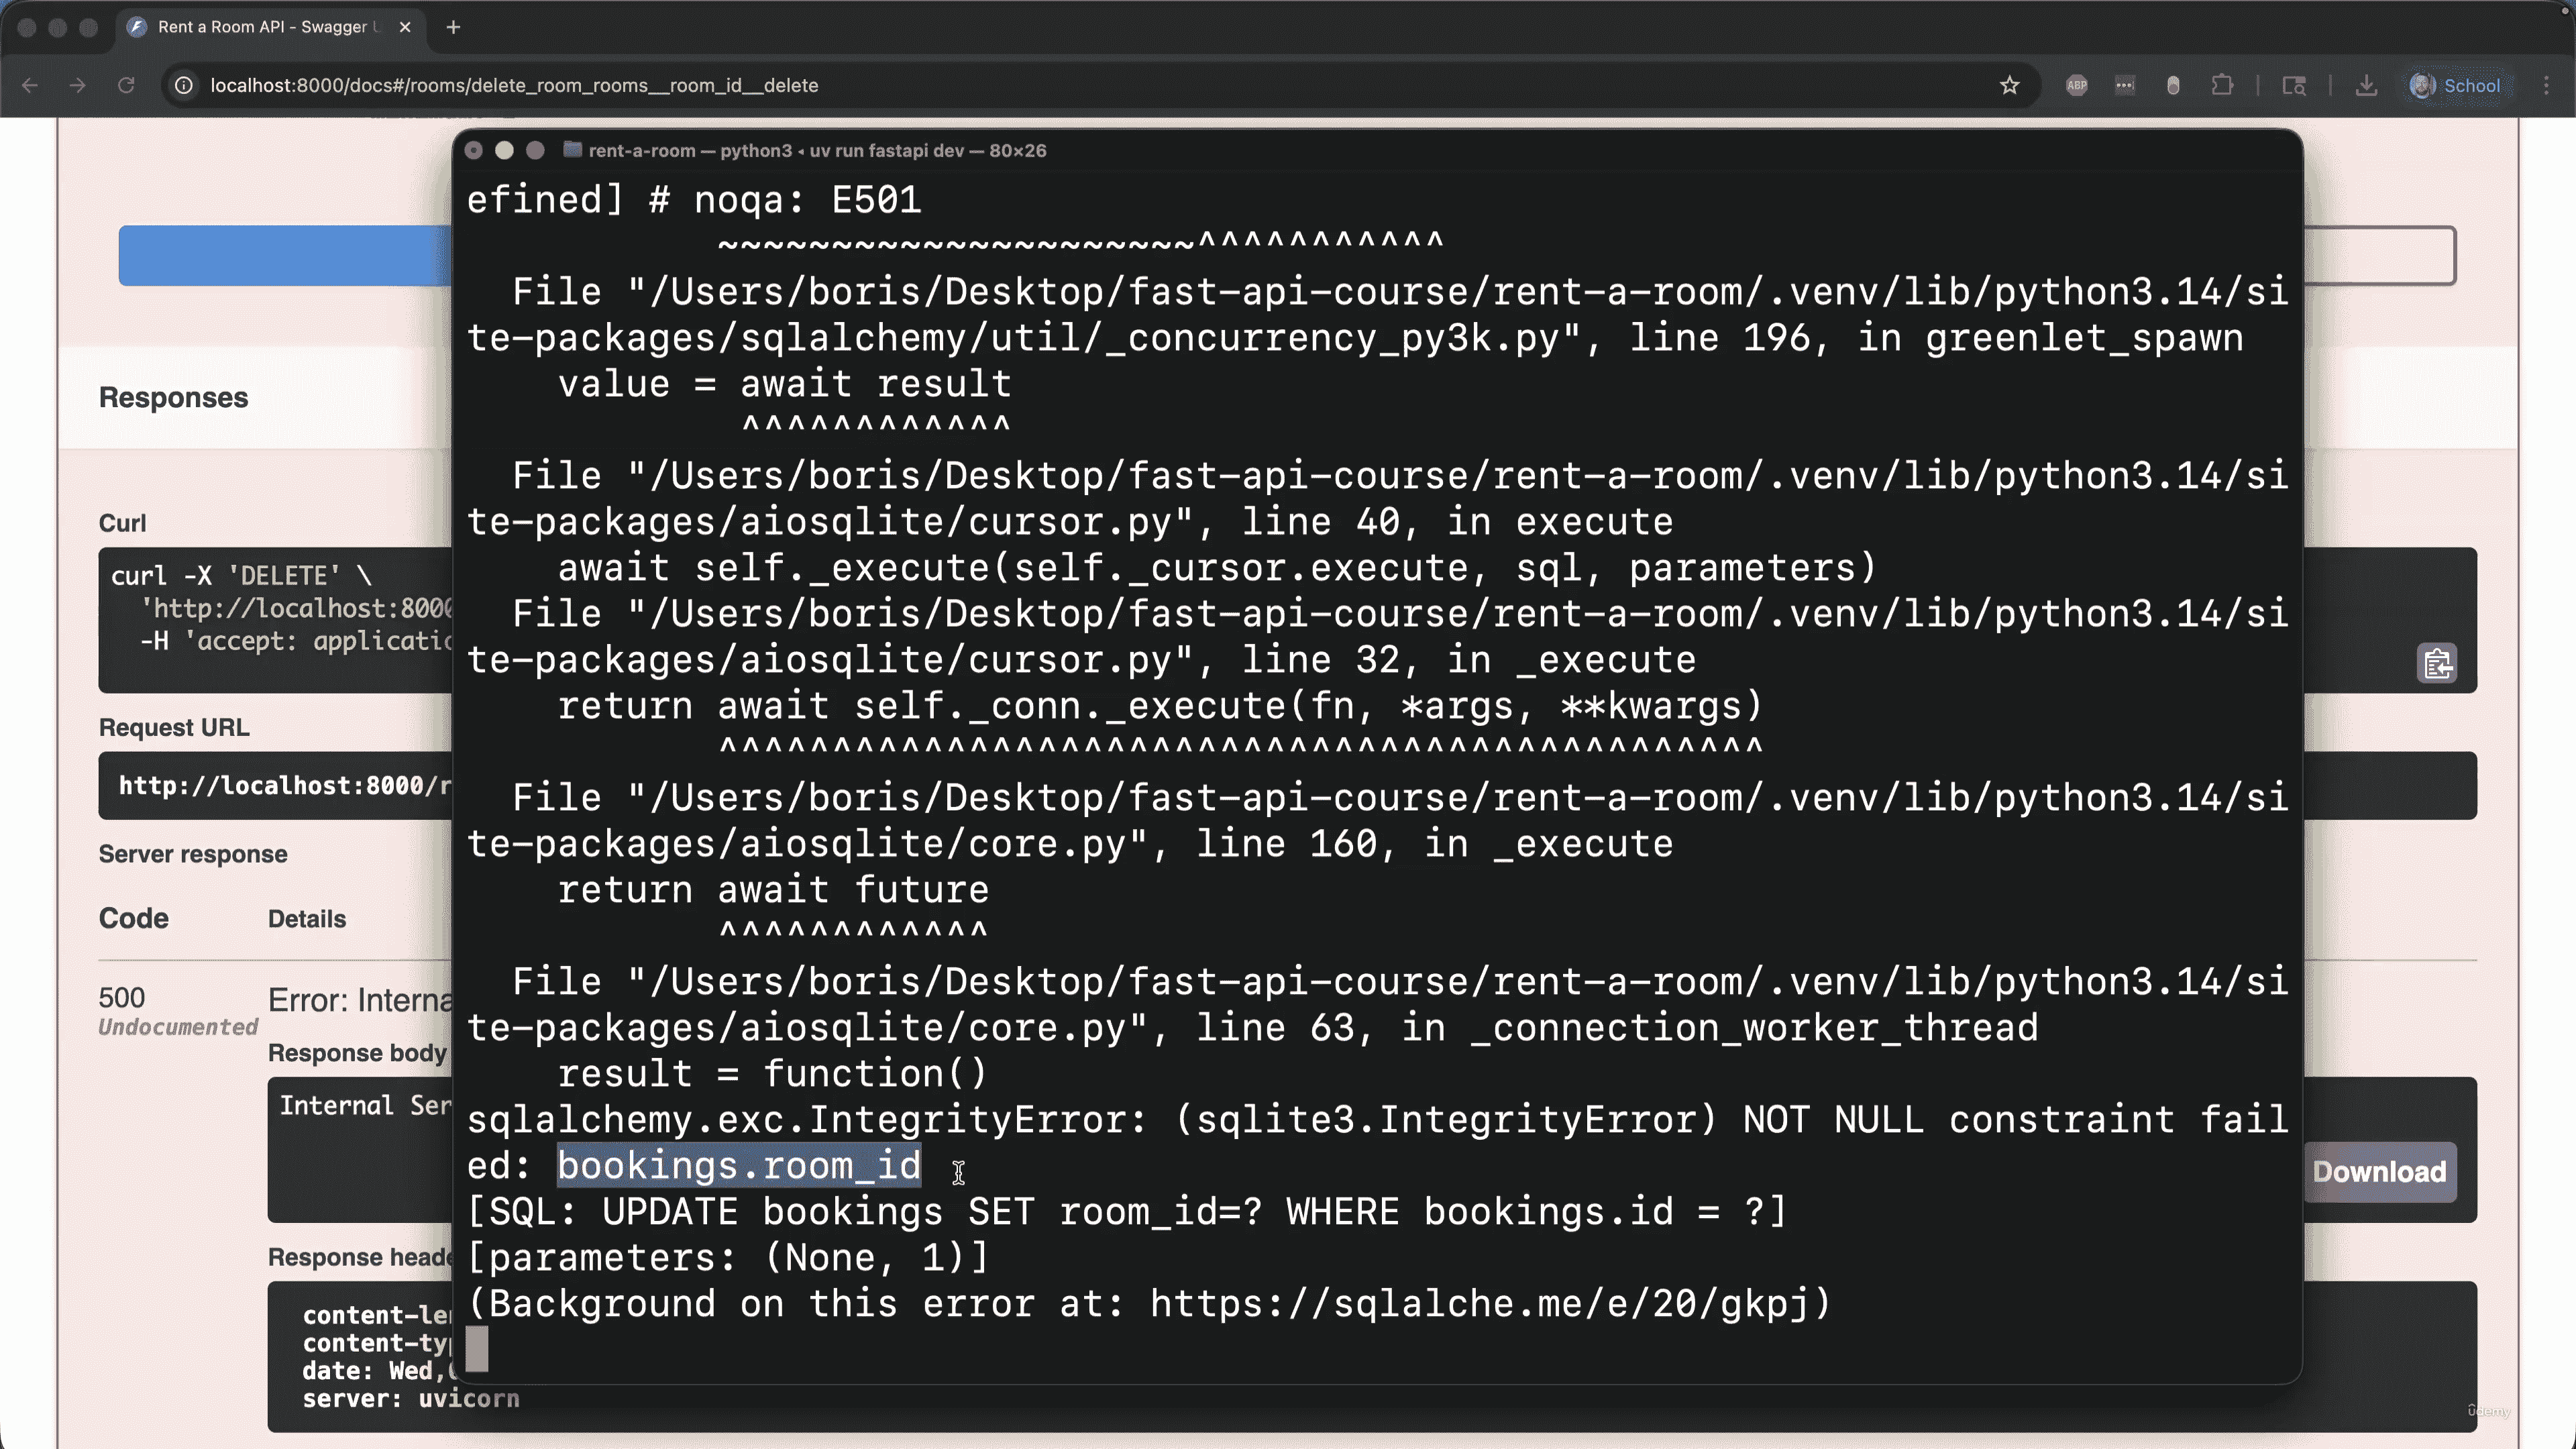 Rent a Room API - Swagger U
localhost:8000/docs#/rooms/delete_room_rooms__room_id__delete
ABP
School
rent-a-room — python3 ◂ uv run fastapi dev — 80×26
efined] # noqa: E501
~~~~~~~~~~~~~~~~~~~~~^^^^^^^^^^^
File "/Users/boris/Desktop/fast-api-course/rent-a-room/.venv/lib/python3.14/si
te-packages/sqlalchemy/util/_concurrency_py3k.py", line 196, in greenlet_spawn
value = await result
^^^^^^^^^^^^
File "/Users/boris/Desktop/fast-api-course/rent-a-room/.venv/lib/python3.14/si
te-packages/aiosqlite/cursor.py", line 40, in execute
await self._execute(self._cursor.execute, sql, parameters)
File "/Users/boris/Desktop/fast-api-course/rent-a-room/.venv/lib/python3.14/si
te-packages/aiosqlite/cursor.py", line 32, in _execute
return await self._conn._execute(fn, *args, **kwargs)
^^^^^^^^^^^^^^^^^^^^^^^^^^^^^^^^^^^^^^^^^^^^^^
File "/Users/boris/Desktop/fast-api-course/rent-a-room/.venv/lib/python3.14/si
te-packages/aiosqlite/core.py", line 160, in _execute
return await future
^^^^^^^^^^^^
File "/Users/boris/Desktop/fast-api-course/rent-a-room/.venv/lib/python3.14/si
te-packages/aiosqlite/core.py", line 63, in _connection_worker_thread
result = function()
sqlalchemy.exc.IntegrityError: (sqlite3.IntegrityError) NOT NULL constraint fail
ed: bookings.room_id
[SQL: UPDATE bookings SET room_id=? WHERE bookings.id = ?]
[parameters: (None, 1)]
(Background on this error at: https://sqlalche.me/e/20/gkpj)
Responses
Curl
curl -X 'DELETE' \
'http://localhost:8000
-H 'accept: applicatio
Request URL
http://localhost:8000/r
Server response
Code Details
500 Error: Interna
Undocumented
Response body
Internal Ser
Download
Response heade
content-le
content-ty
date: Wed,
server: uvicorn
ûdemy